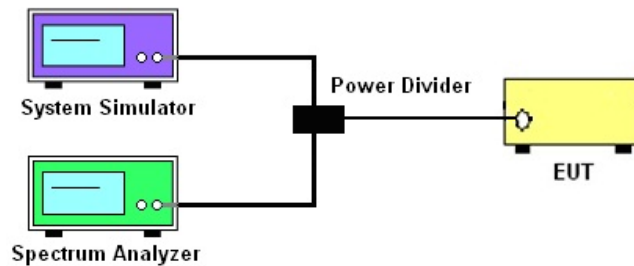 System Simulator
Power Divider
EUT
Spectrum Analyzer